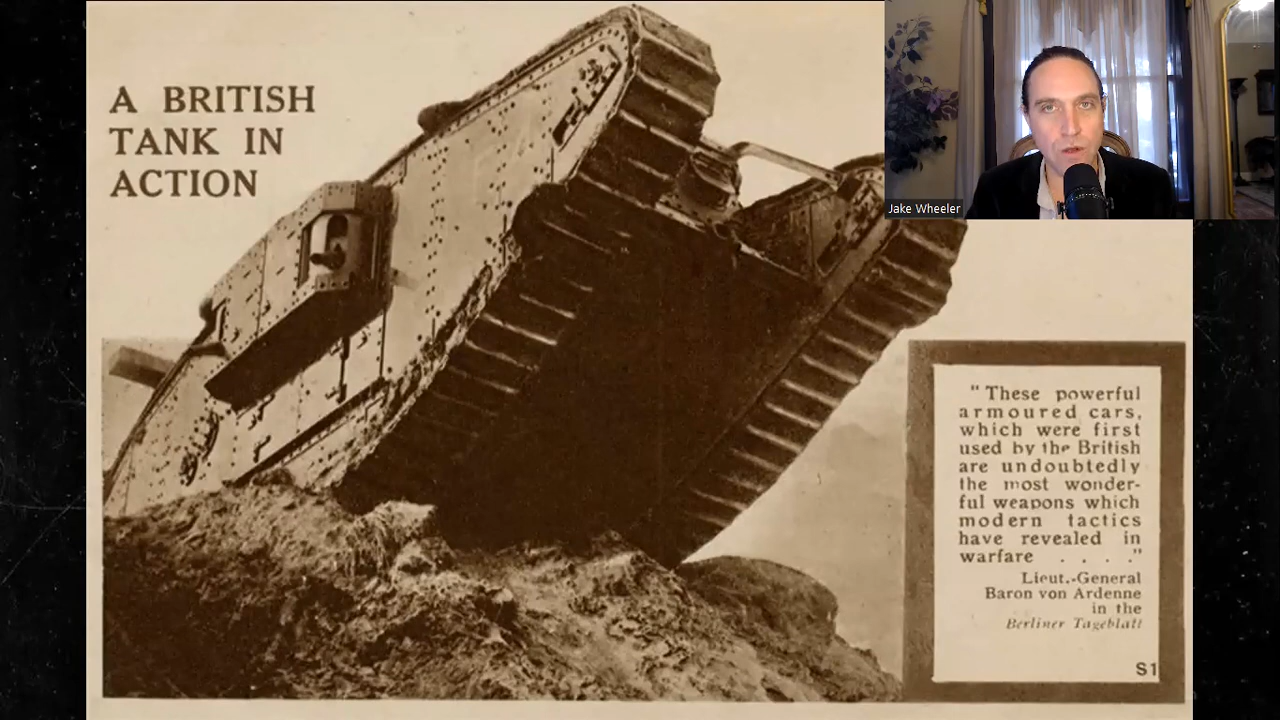 A BRITISH
TANK IN
ACTION
Jake Wheeler
"These powerful
armoured cars,
which were first
used by the British
are undoubtedly
the most wonder-
ful weapons which
modern tactics
have revealed in
warfare . . . . "
Lieut.-General
Baron von Ardenne
in the
Berliner Tageblatt
S1